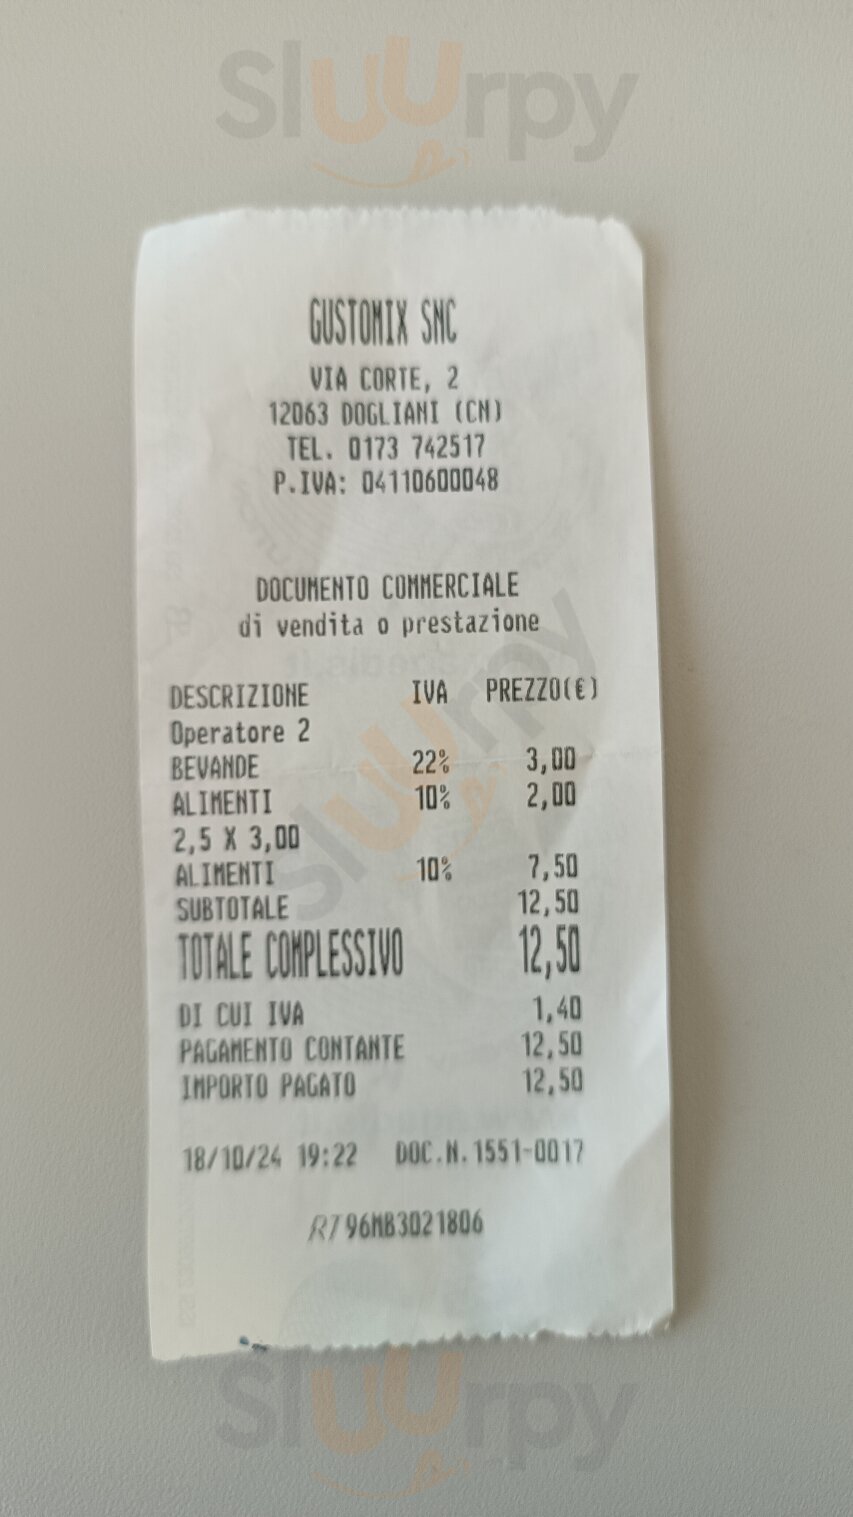 Sluurpy
GUSTOMIX SNC
VIA CORTE, 2
12063 DOGLIANI (CN)
TEL. 0173 742517
P.IVA: 04110600048
DOCUMENTO COMMERCIALE
di vendita o prestazione
DESCRIZIONE IVA PREZZO(€)
Operatore 2
BEVANDE 22% 3,00
ALIMENTI 10% 2,00
2,5 X 3,00
ALIMENTI 10% 7,50
SUBTOTALE 12,50
TOTALE COMPLESSIVO 12,50
DI CUI IVA 1,40
PAGAMENTO CONTANTE 12,50
IMPORTO PAGATO 12,50
18/10/24 19:22 DOC.N.1551-0017
RT 96MB3021806
Sluurpy
Sluurpy